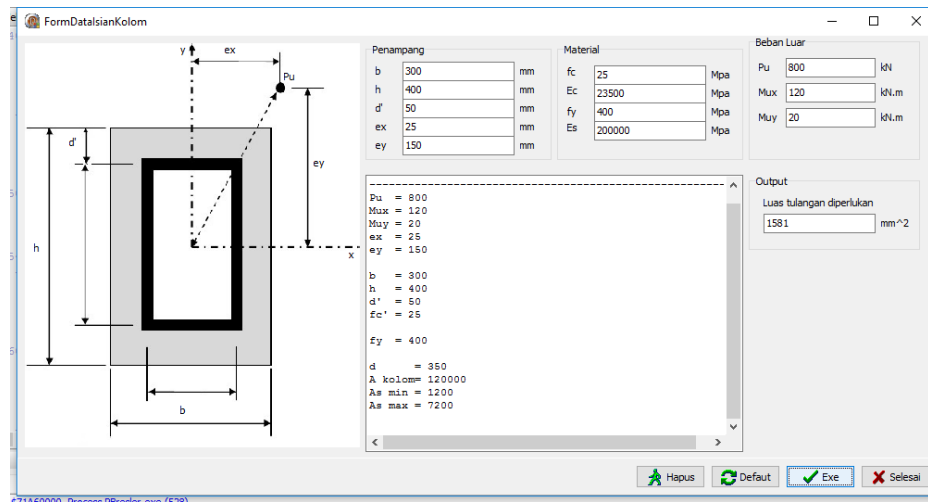 FormDataIsianKolom
y
ex
Pu
d'
ey
h
x
b
Penampang
b 300 mm
h 400 mm
d' 50 mm
ex 25 mm
ey 150 mm
Material
fc 25 Mpa
Ec 23500 Mpa
fy 400 Mpa
Es 200000 Mpa
Beban Luar
Pu 800 kN
Mux 120 kN.m
Muy 20 kN.m
Pu = 800
Mux = 120
Muy = 20
ex = 25
ey = 150
b = 300
h = 400
d' = 50
fc' = 25
fy = 400
d = 350
A kolom= 120000
As min = 1200
As max = 7200
Output
Luas tulangan diperlukan
1581 mm^2
Hapus
Defaut
Exe
Selesai